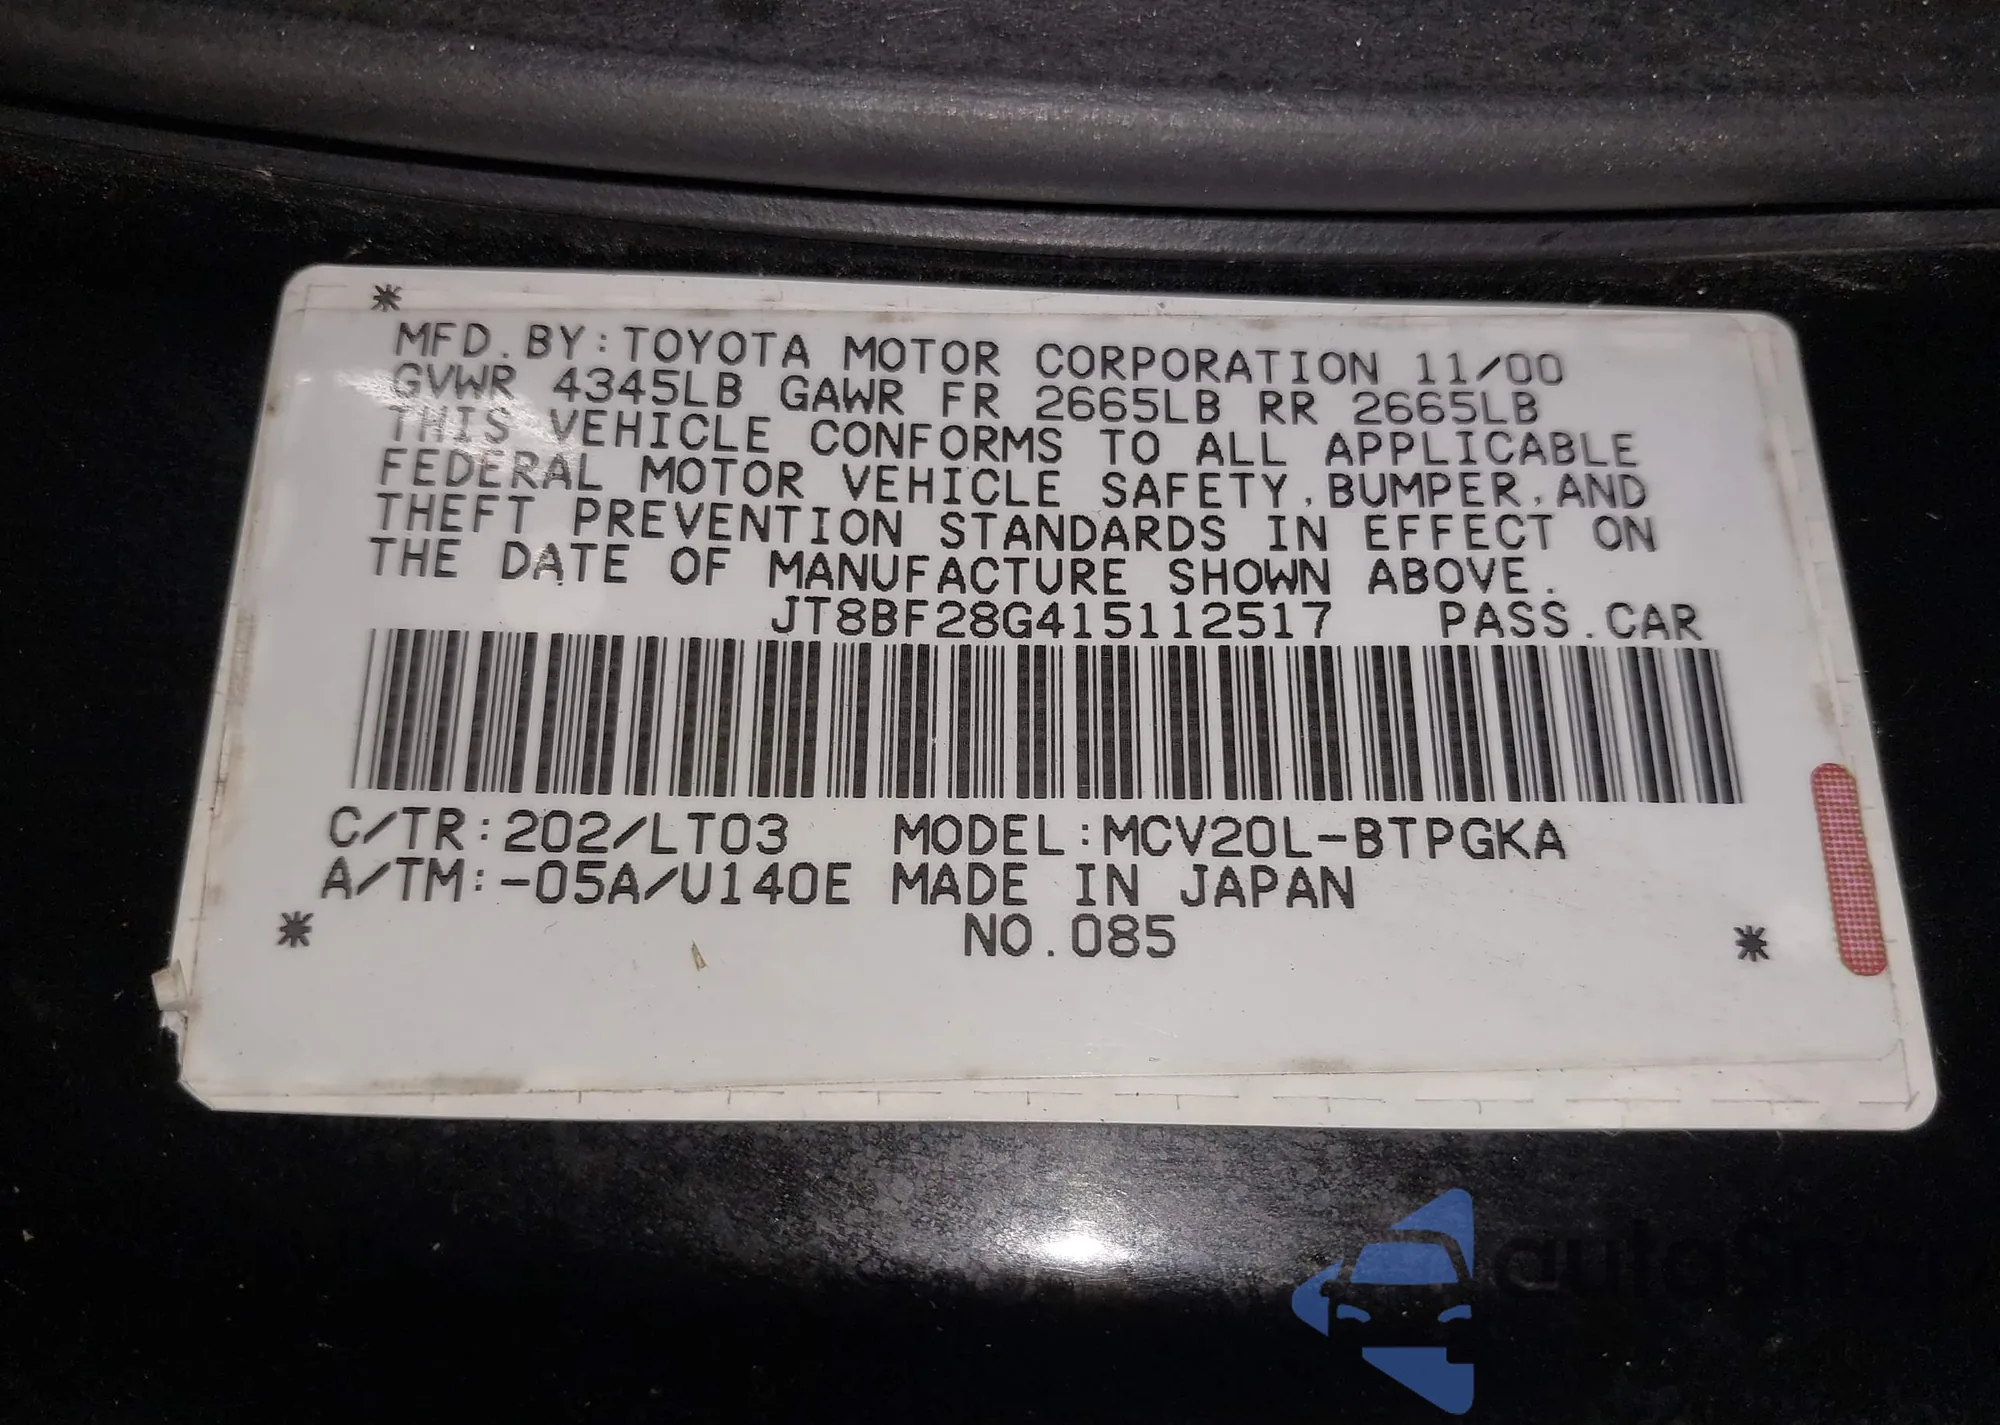 *
MFD. BY: TOYOTA MOTOR CORPORATION 11/00
GVWR 4345LB GAWR FR 2665LB RR 2665LB
THIS VEHICLE CONFORMS TO ALL APPLICABLE
FEDERAL MOTOR VEHICLE SAFETY, BUMPER, AND
THEFT PREVENTION STANDARDS IN EFFECT ON
THE DATE OF MANUFACTURE SHOWN ABOVE.
JT8BF28G415112517 PASS. CAR
C/TR: 202/LT03 MODEL: MCV20L-BTPGKA
A/TM: -05A/U140E MADE IN JAPAN
* NO. 085 *